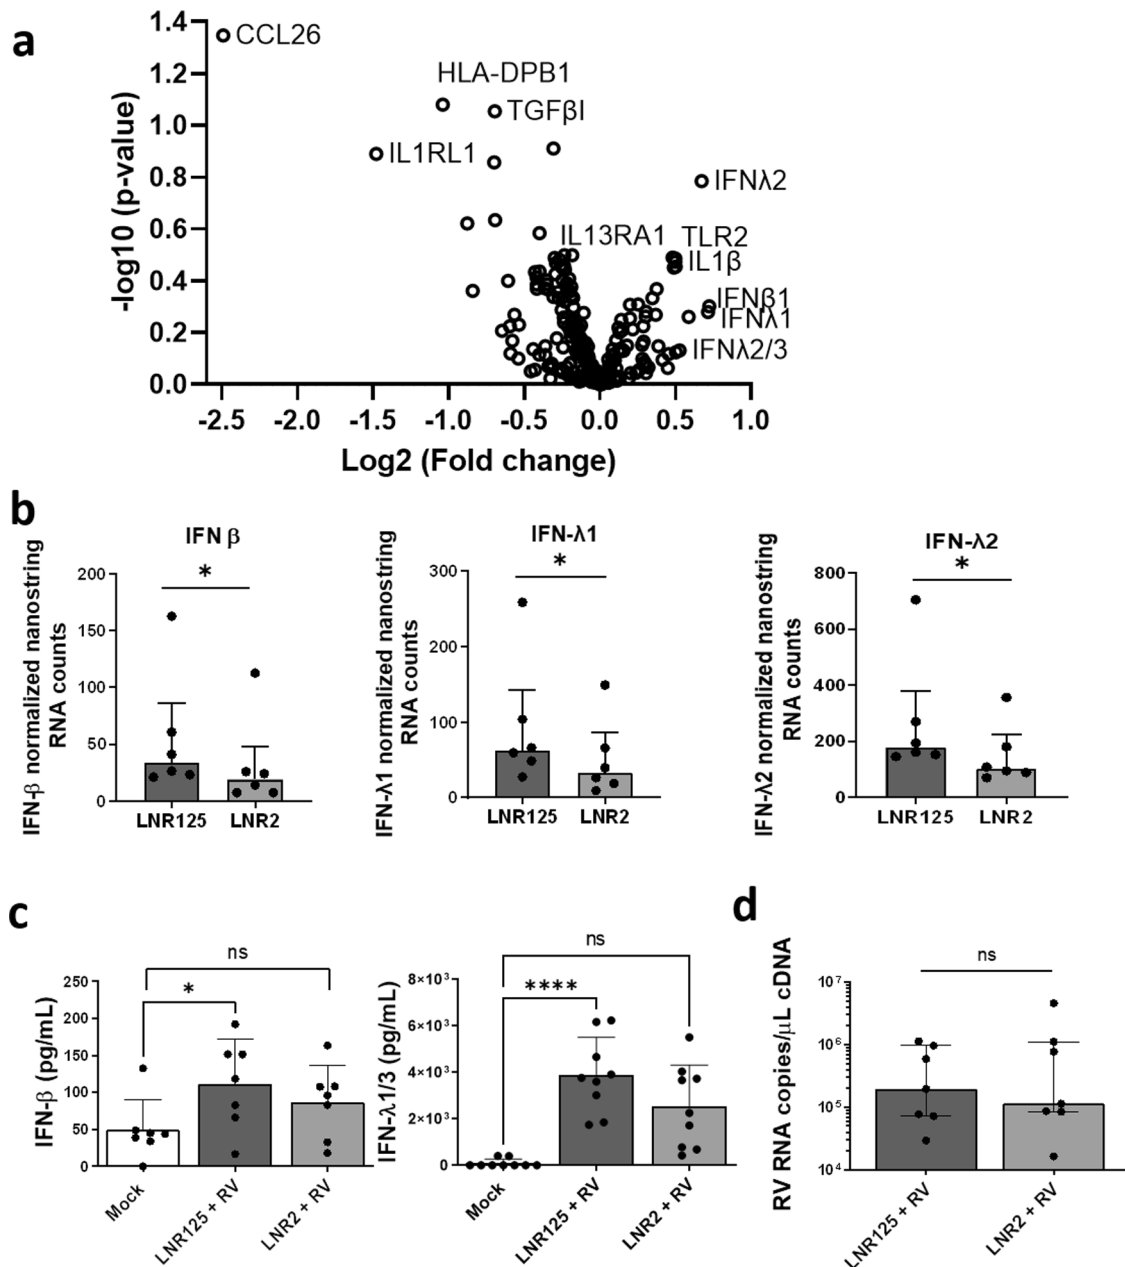 a
1.4
CCL26
1.2
HLA-DPB1
TGFβI
1.0
IL1RL1
0.8
IFNλ2
0.6
IL13RA1
TLR2
IL1β
0.4
IFNβ1
IFNλ1
0.2
IFNλ2/3
0.0
-log10 (p-value)
-2.5 -2.0 -1.5 -1.0 -0.5 0.0 0.5 1.0
Log2 (Fold change)
b
IFN β
*
200
150
100
50
0
IFN-β normalized nanostring
RNA counts
LNR125 LNR2
IFN-λ1
*
300
200
100
0
IFN-λ1 normalized nanostring
RNA counts
LNR125 LNR2
IFN-λ2
*
800
600
400
200
0
IFN-λ2 normalized nanostring
RNA counts
LNR125 LNR2
c
ns
*
250
200
150
100
50
0
IFN-β (pg/mL)
Mock
LNR125 + RV
LNR2 + RV
ns
****
8×10³
6×10³
4×10³
2×10³
0
IFN-λ1/3 (pg/mL)
Mock
LNR125 + RV
LNR2 + RV
d
ns
10⁷
10⁶
10⁵
10⁴
RV RNA copies/μL cDNA
LNR125 + RV
LNR2 + RV